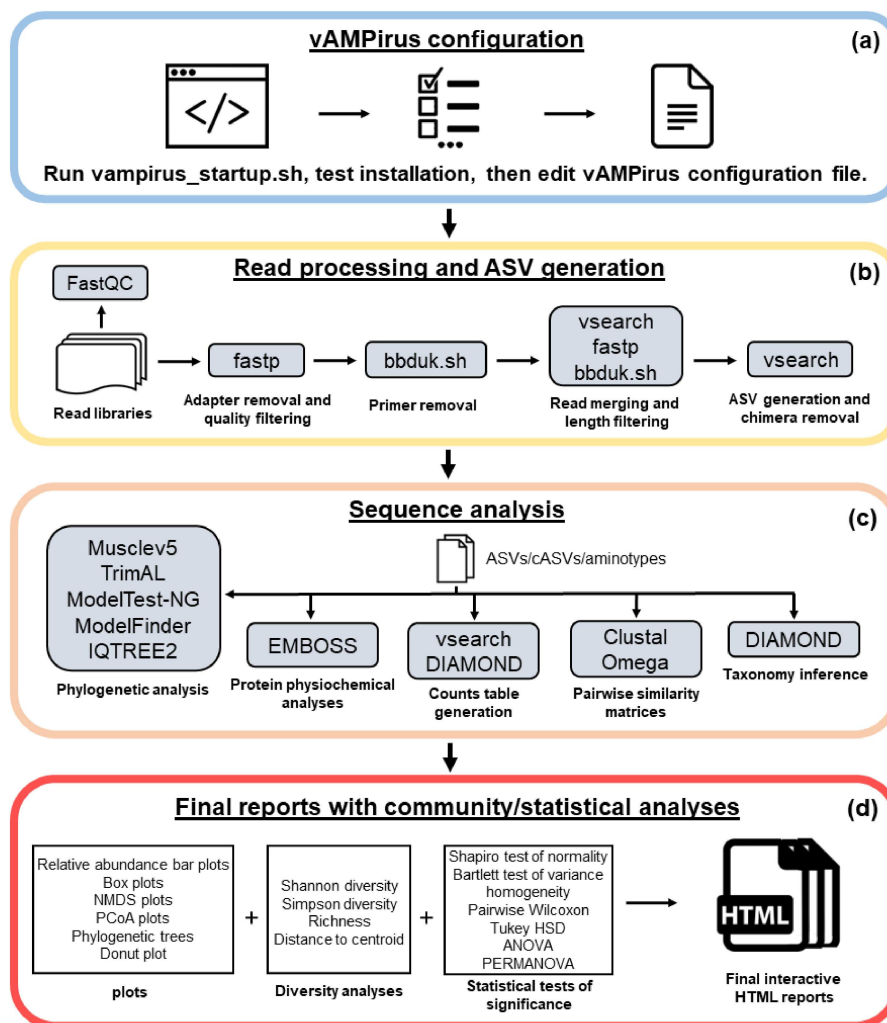 vAMPirus configuration
(a)
</>
Run vampirus_startup.sh, test installation, then edit vAMPirus configuration file.
Read processing and ASV generation
(b)
FastQC
Read libraries
fastp
Adapter removal and
quality filtering
bbduk.sh
Primer removal
vsearch
fastp
bbduk.sh
Read merging and
length filtering
vsearch
ASV generation and
chimera removal
Sequence analysis
(c)
ASVs/cASVs/aminotypes
Musclev5
TrimAL
ModelTest-NG
ModelFinder
IQTREE2
Phylogenetic analysis
EMBOSS
Protein physiochemical
analyses
vsearch
DIAMOND
Counts table
generation
Clustal
Omega
Pairwise similarity
matrices
DIAMOND
Taxonomy inference
Final reports with community/statistical analyses
(d)
Relative abundance bar plots
Box plots
NMDS plots
PCoA plots
Phylogenetic trees
Donut plot
plots
+
Shannon diversity
Simpson diversity
Richness
Distance to centroid
Diversity analyses
+
Shapiro test of normality
Bartlett test of variance
homogeneity
Pairwise Wilcoxon
Tukey HSD
ANOVA
PERMANOVA
Statistical tests of
significance
HTML
Final interactive
HTML reports